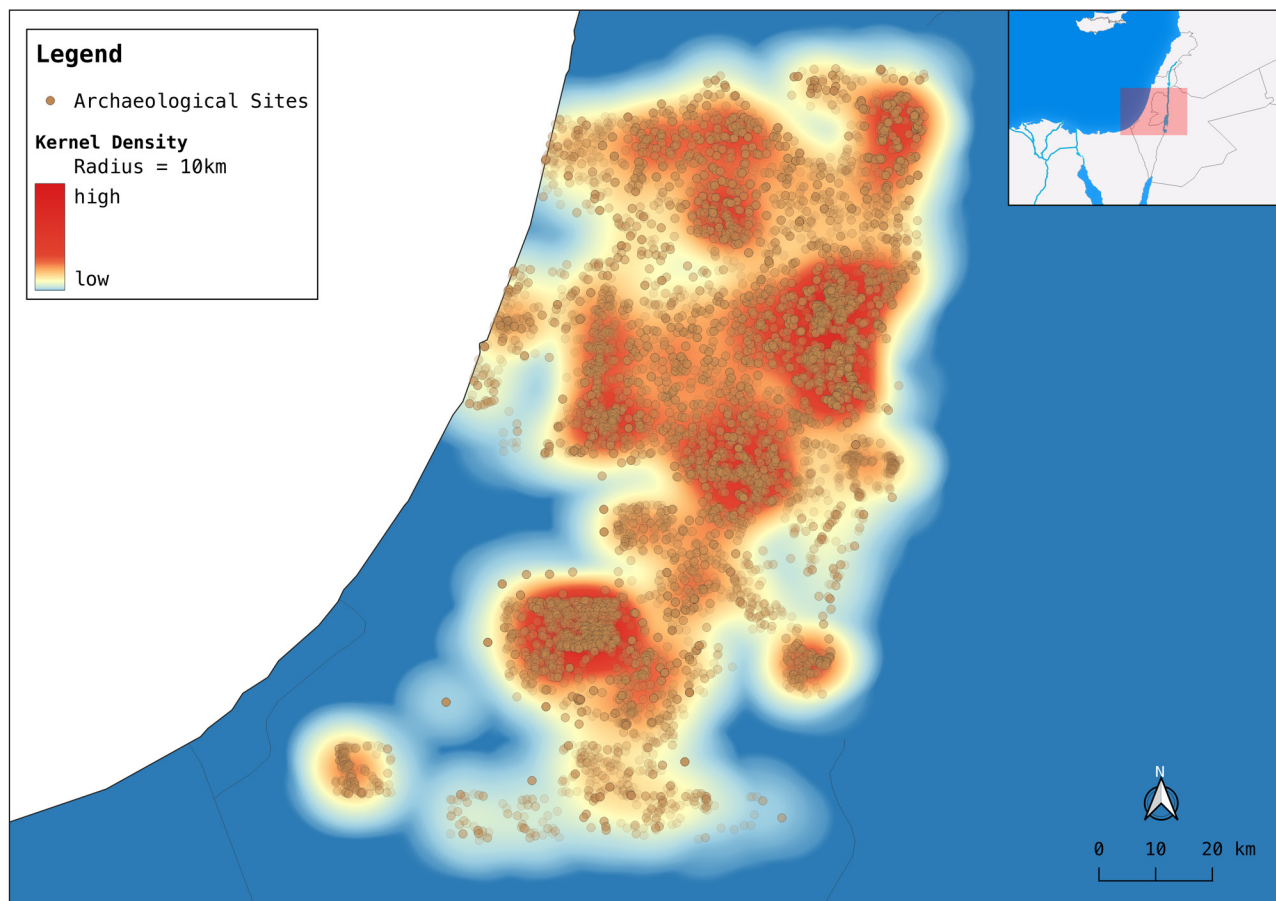 Legend
Archaeological Sites
Kernel Density
Radius = 10km
high
low
N
0 10 20 km